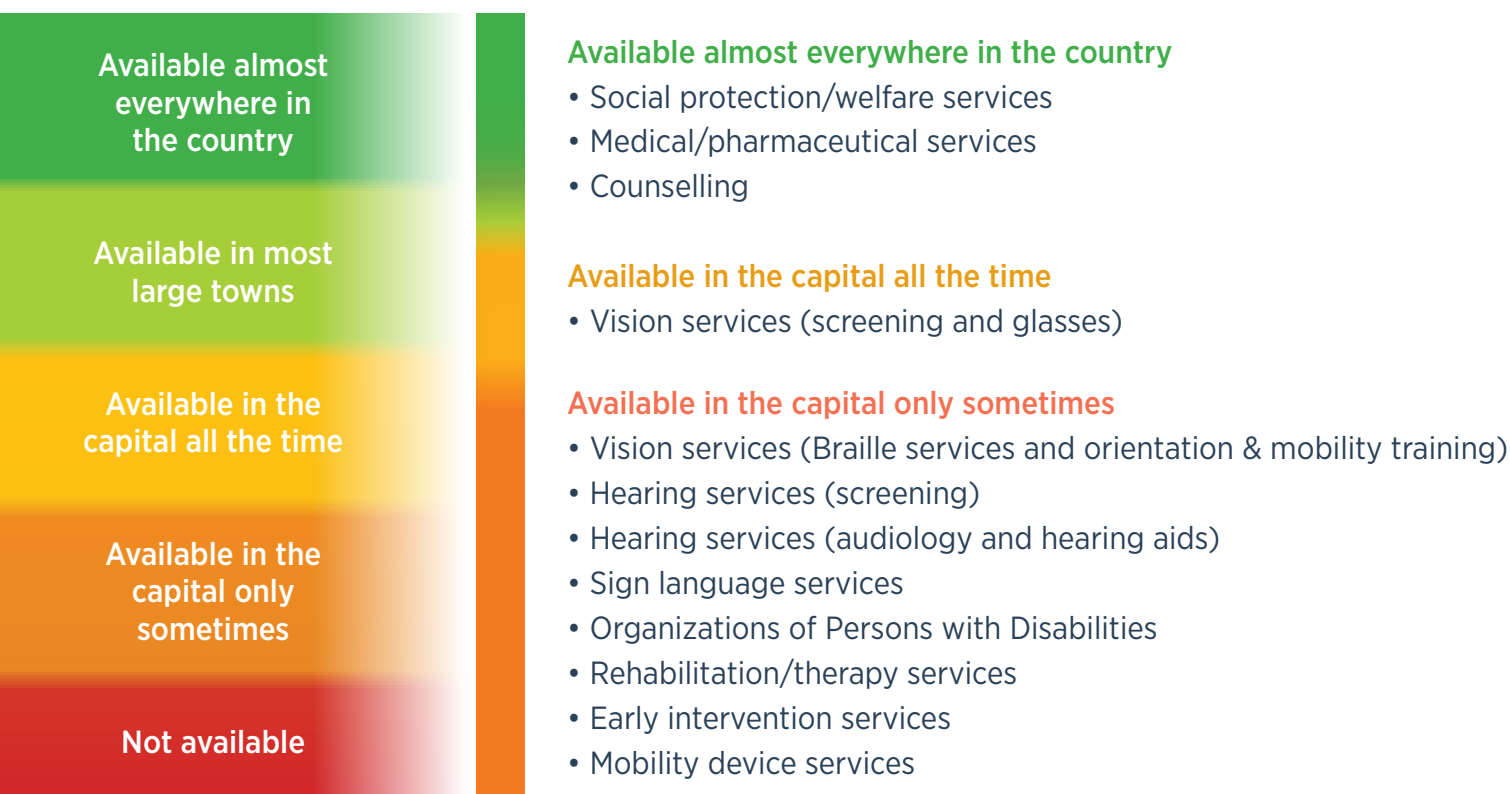 Available almost
everywhere in
the country
Available in most
large towns
Available in the
capital all the time
Available in the
capital only
sometimes
Not available
Available almost everywhere in the country
• Social protection/welfare services
• Medical/pharmaceutical services
• Counselling
Available in the capital all the time
• Vision services (screening and glasses)
Available in the capital only sometimes
• Vision services (Braille services and orientation & mobility training)
• Hearing services (screening)
• Hearing services (audiology and hearing aids)
• Sign language services
• Organizations of Persons with Disabilities
• Rehabilitation/therapy services
• Early intervention services
• Mobility device services